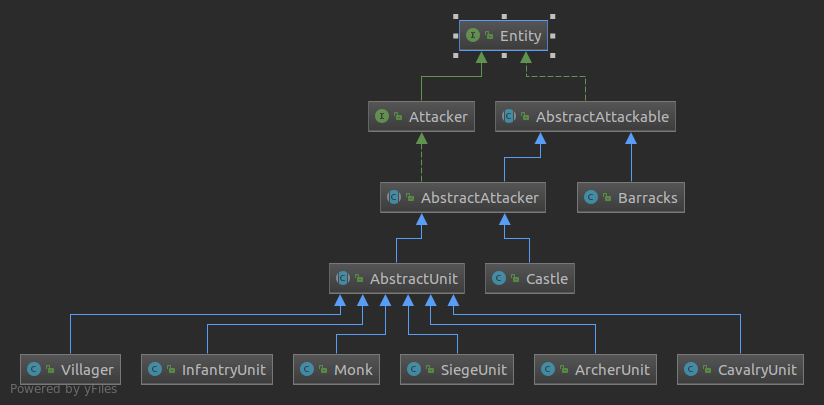 Entity
Attacker
AbstractAttackable
AbstractAttacker
Barracks
AbstractUnit
Castle
Villager
InfantryUnit
Monk
SiegeUnit
ArcherUnit
CavalryUnit
Powered by yFiles